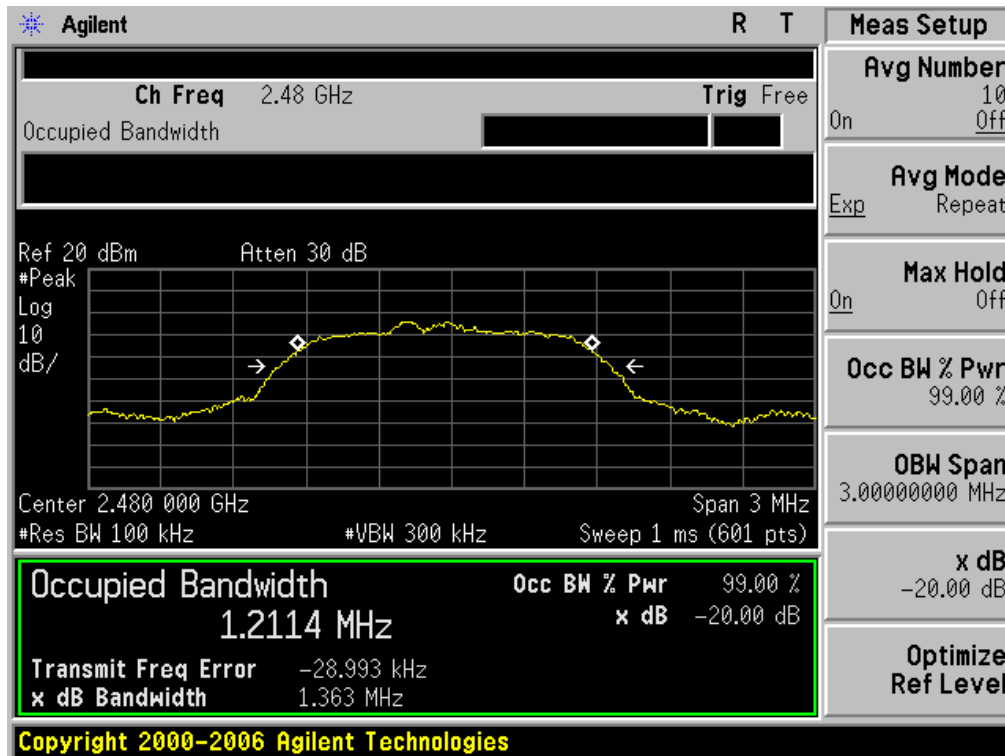 Agilent R T
Ch Freq 2.48 GHz Trig Free
Occupied Bandwidth
Ref 20 dBm Atten 30 dB
#Peak
Log
10
dB/
Center 2.480 000 GHz Span 3 MHz
#Res BW 100 kHz #VBW 300 kHz Sweep 1 ms (601 pts)
Occupied Bandwidth
1.2114 MHz
Occ BW % Pwr 99.00 %
x dB -20.00 dB
Transmit Freq Error -28.993 kHz
x dB Bandwidth 1.363 MHz
Meas Setup
Avg Number
10
On Off
Avg Mode
Exp Repeat
Max Hold
On Off
Occ BW % Pwr
99.00 %
OBW Span
3.00000000 MHz
x dB
-20.00 dB
Optimize
Ref Level
Copyright 2000-2006 Agilent Technologies